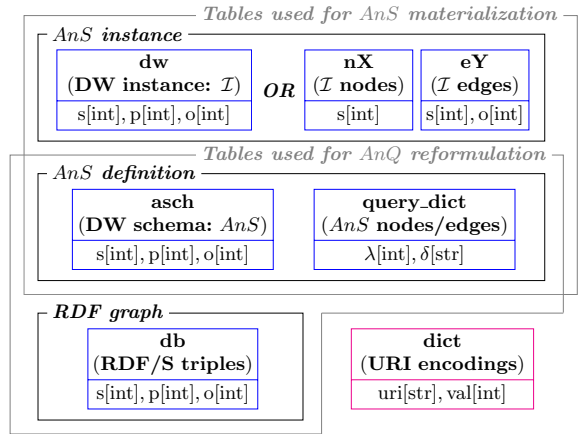 Tables used for AnS materialization
AnS instance
dw
(DW instance: I)
s[int], p[int], o[int]
OR
nX
(I nodes)
s[int]
eY
(I edges)
s[int], o[int]
Tables used for AnQ reformulation
AnS definition
asch
(DW schema: AnS)
s[int], p[int], o[int]
query_dict
(AnS nodes/edges)
λ[int], δ[str]
RDF graph
db
(RDF/S triples)
s[int], p[int], o[int]
dict
(URI encodings)
uri[str], val[int]